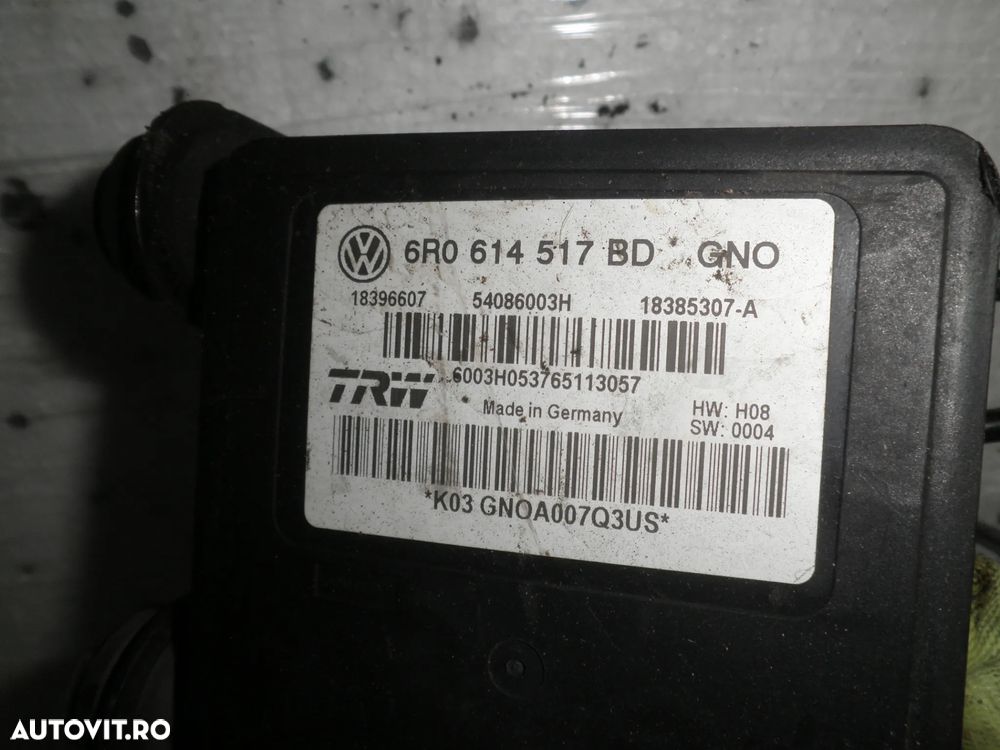 6R0 614 517 BD GNO
18396607 54086003H 18385307-A
6003H053765113057
TRW
Made in Germany
HW: H08
SW: 0004
*K03 GNOA007Q3US*
AUTOVIT.RO